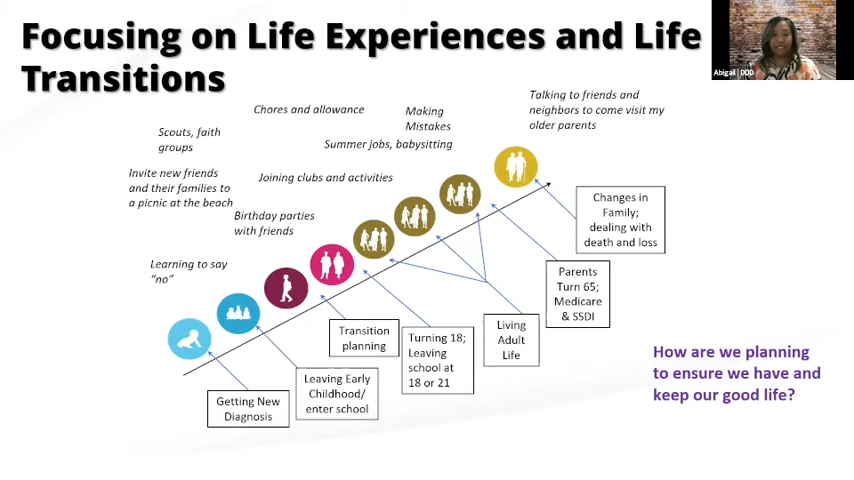 Focusing on Life Experiences and Life
Transitions
Abigail | DDD
Talking to friends and
neighbors to come visit my
older parents
Chores and allowance
Making
Mistakes
Scouts, faith
groups
Summer jobs, babysitting
Invite new friends
and their families to
a picnic at the beach
Joining clubs and activities
Birthday parties
with friends
Learning to say
“no”
Changes in
Family;
dealing with
death and loss
Parents
Turn 65;
Medicare
& SSDI
Living
Adult
Life
Turning 18;
Leaving
school at
18 or 21
Transition
planning
Leaving Early
Childhood/
enter school
Getting New
Diagnosis
How are we planning
to ensure we have and
keep our good life?